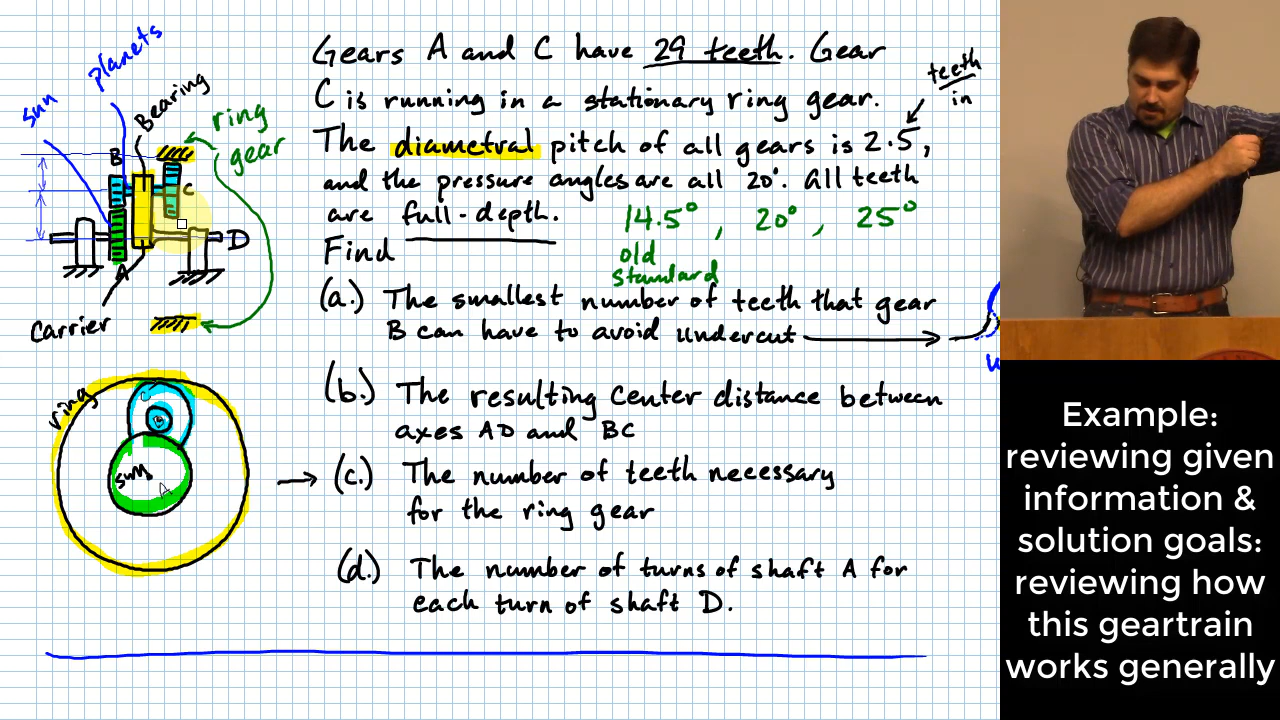 Gears A and C have 29 teeth. Gear
C is running in a stationary ring gear.
The diametral pitch of all gears is 2.5,
teeth
in
and the pressure angles are all 20°. All teeth
are full-depth.
14.5°, 20°, 25°
old
standard
Find
(a.) The smallest number of teeth that gear
B can have to avoid undercut
(b.) The resulting center distance between
axes AD and BC
(c.) The number of teeth necessary
for the ring gear
(d.) The number of turns of shaft A for
each turn of shaft D.
sun
planets
Bearing
ring
gear
B
C
D
A
Carrier
ring
C
B
sun
A
Example:
reviewing given
information &
solution goals:
reviewing how
this geartrain
works generally